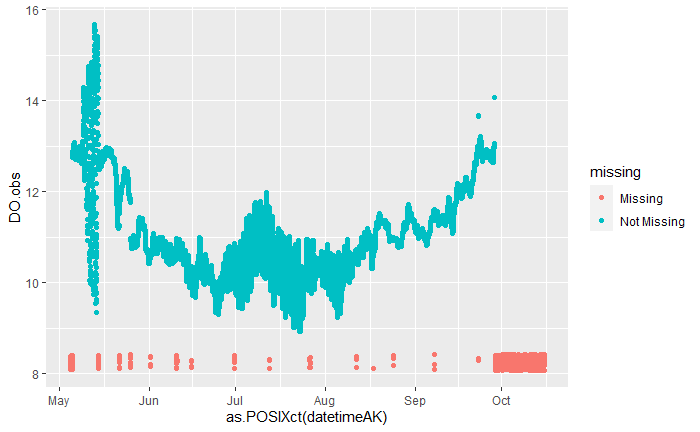 16
14
12
10
8
DO.obs
May
Jun
Jul
Aug
Sep
Oct
as.POSIXct(datetimeAK)
missing
Missing
Not Missing